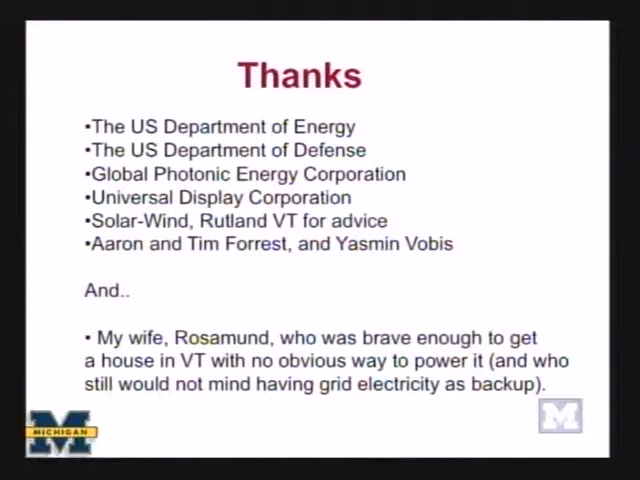 Thanks
•The US Department of Energy
•The US Department of Defense
•Global Photonic Energy Corporation
•Universal Display Corporation
•Solar-Wind, Rutland VT for advice
•Aaron and Tim Forrest, and Yasmin Vobis
And..
• My wife, Rosamund, who was brave enough to get
a house in VT with no obvious way to power it (and who
still would not mind having grid electricity as backup).
MICHIGAN
M